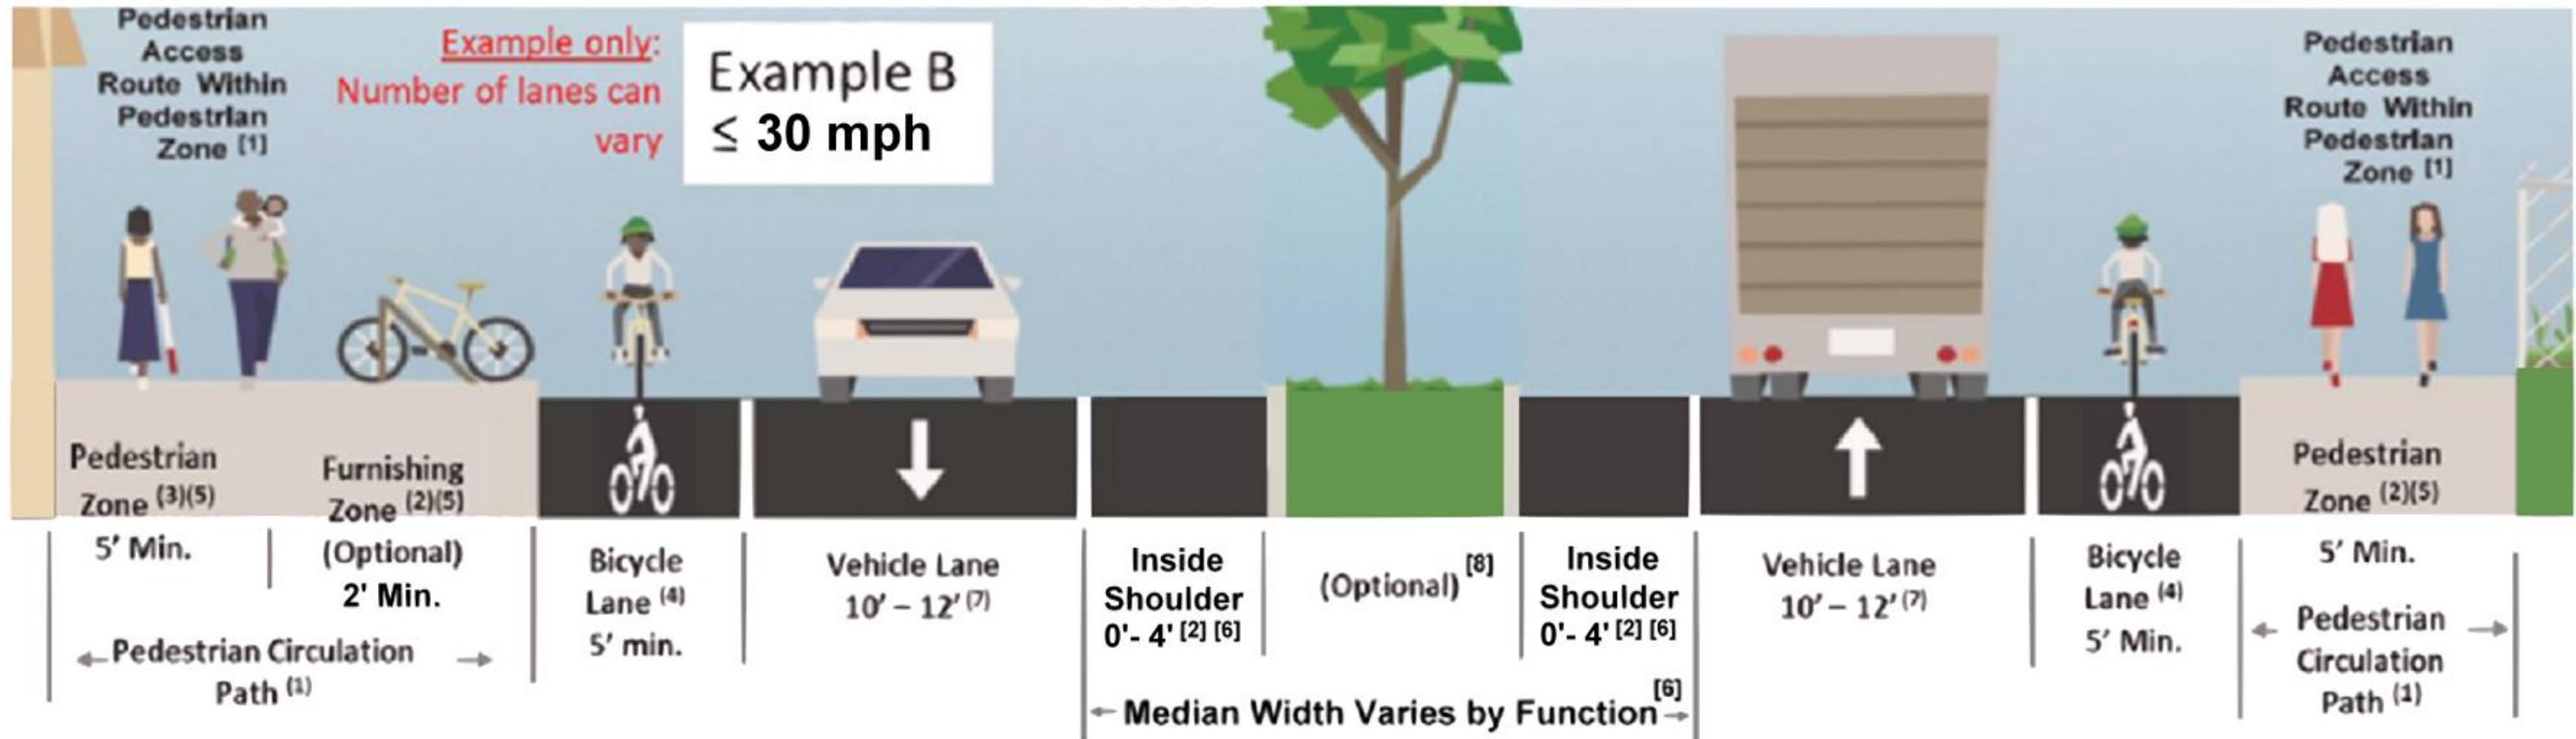 Pedestrian
Access
Route Within
Pedestrian
Zone [1]
Example only:
Number of lanes can
vary
Example B
≤ 30 mph
Pedestrian
Access
Route Within
Pedestrian
Zone [1]
Pedestrian
Zone (3)(5)
5' Min.
Furnishing
Zone (2)(5)
(Optional)
2' Min.
Pedestrian Circulation
Path (1)
Bicycle
Lane (4)
5' min.
Vehicle Lane
10' – 12' (7)
Inside
Shoulder
0'- 4' [2] [6]
(Optional) [8]
Inside
Shoulder
0'- 4' [2] [6]
Median Width Varies by Function [6]
Vehicle Lane
10' – 12' (7)
Bicycle
Lane (4)
5' Min.
Pedestrian
Zone (2)(5)
5' Min.
Pedestrian
Circulation
Path (1)